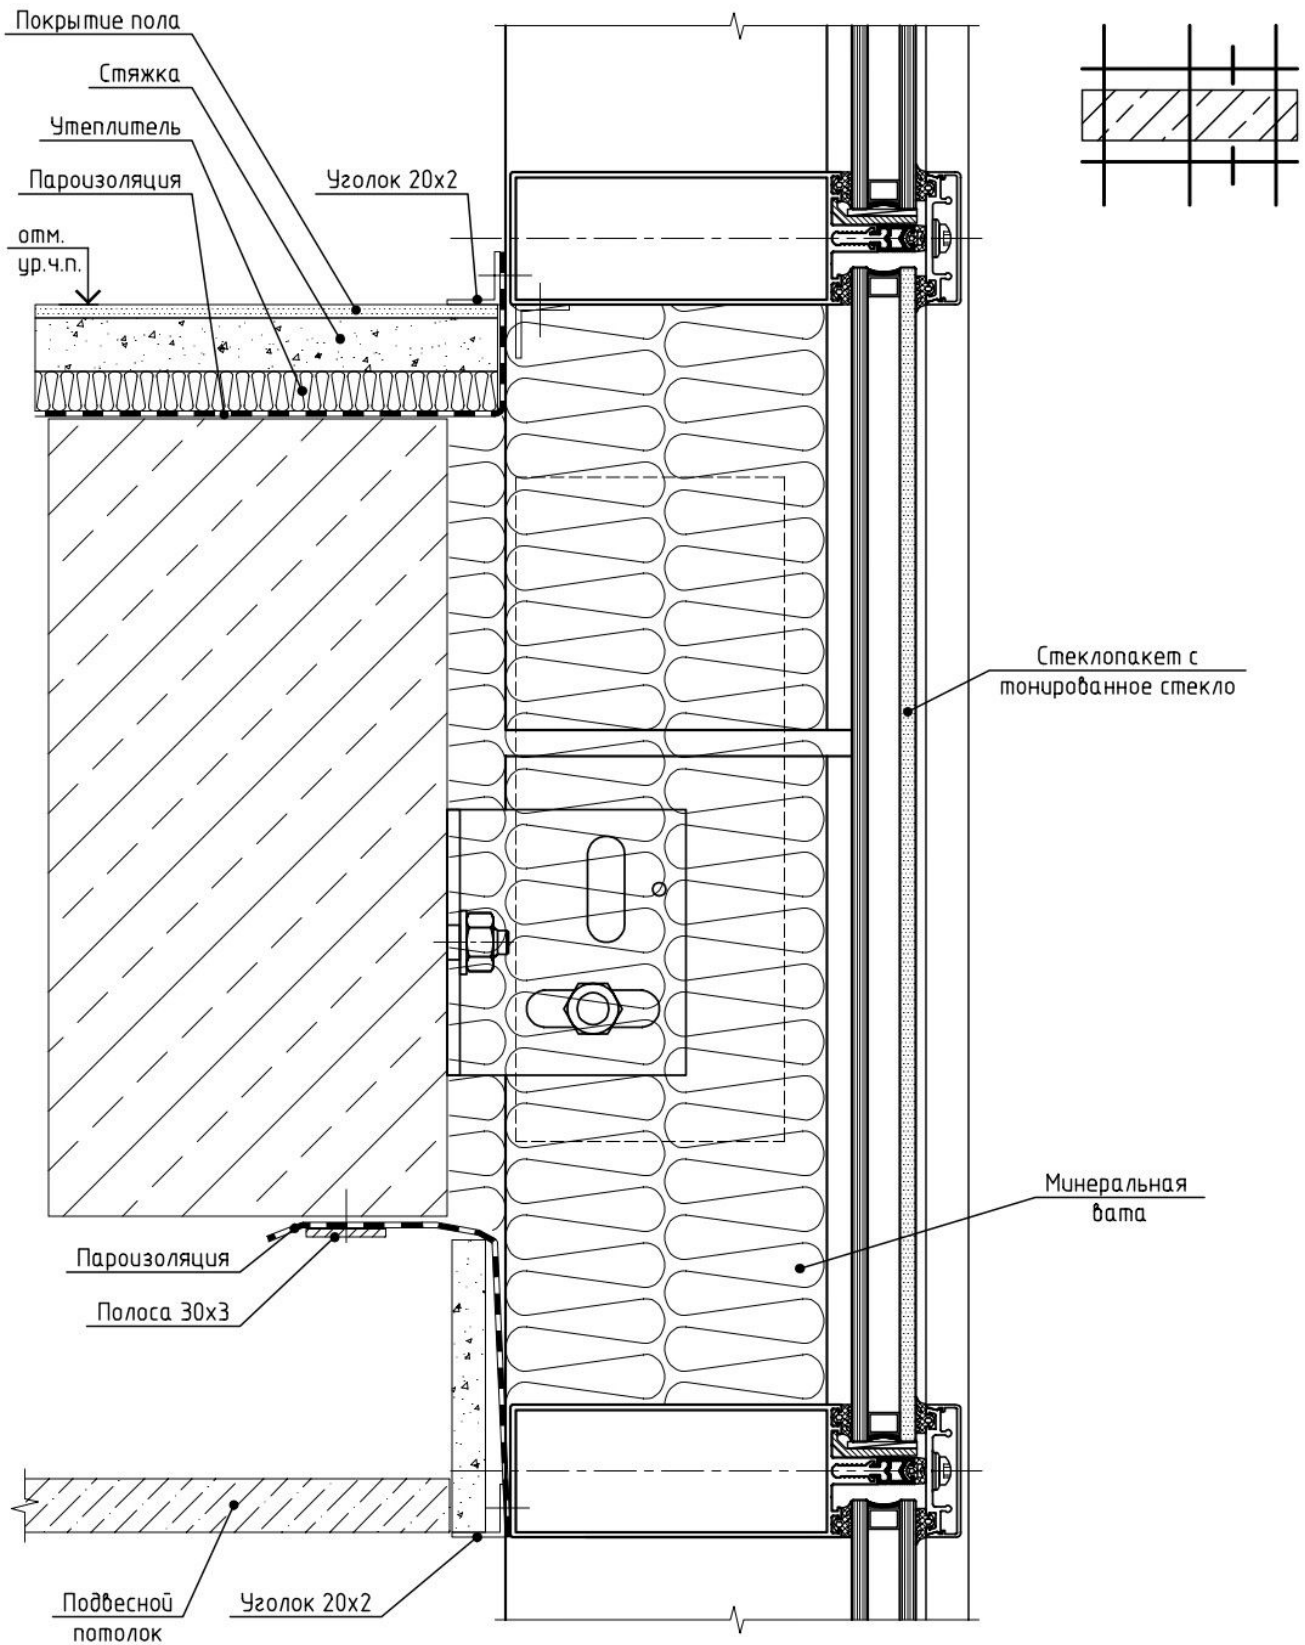 Покрытие пола
Стяжка
Утеплитель
Пароизоляция
Уголок 20х2
отм.
ур.ч.п.
Стеклопакет с
тонированное стекло
Минеральная
вата
Пароизоляция
Полоса 30х3
Подвесной
потолок
Уголок 20х2